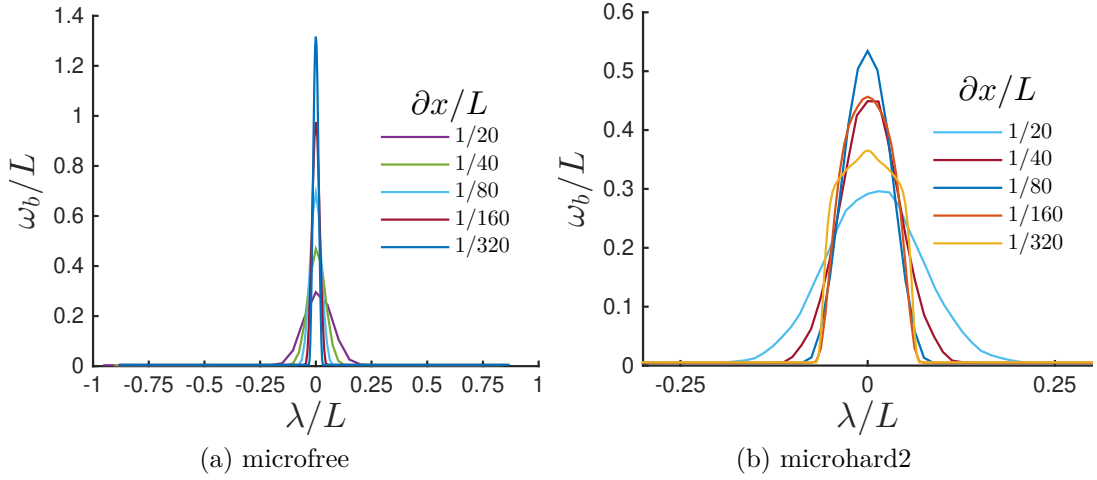 1.4
1.2
1
0.8
0.6
0.4
0.2
0
ω_b/L
-1 -0.75 -0.5 -0.25 0 0.25 0.5 0.75 1
λ/L
∂x/L
1/20
1/40
1/80
1/160
1/320
(a) microfree
0.6
0.5
0.4
0.3
0.2
0.1
0
ω_b/L
-0.25 0 0.25
λ/L
∂x/L
1/20
1/40
1/80
1/160
1/320
(b) microhard2